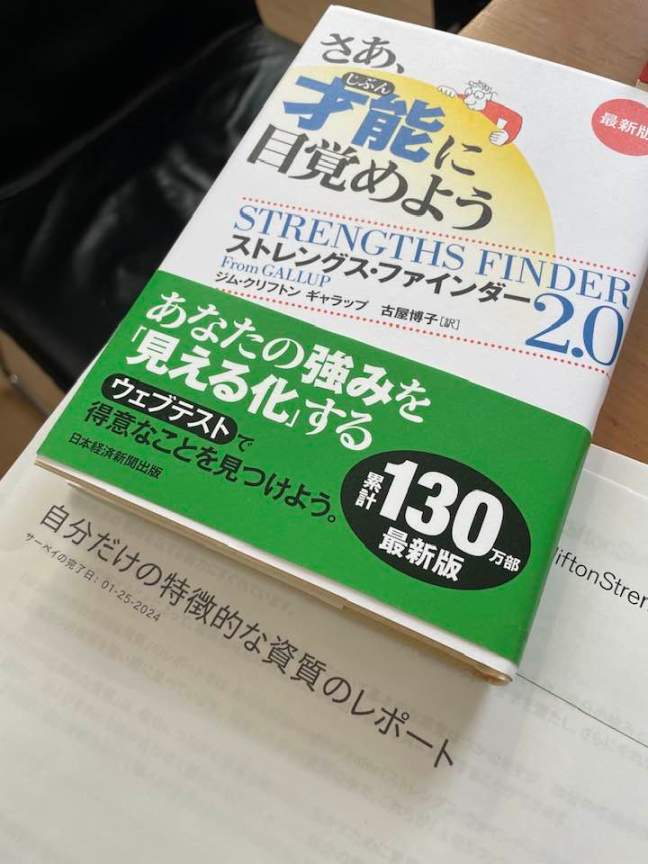 さあ、
じぶん
才能に
目覚めよう
最新版
STRENGTHS FINDER
ストレングス・ファインダー
2.0
From GALLUP
ジム・クリフトン ギャラップ 古屋博子[訳]
あなたの強みを
「見える化」する
ウェブテストで
得意なことを見つけよう。
日本経済新聞出版
累計
130
万部
最新版
自分だけの特徴的な資質のレポート
サーベイの完了日: 01-25-2024